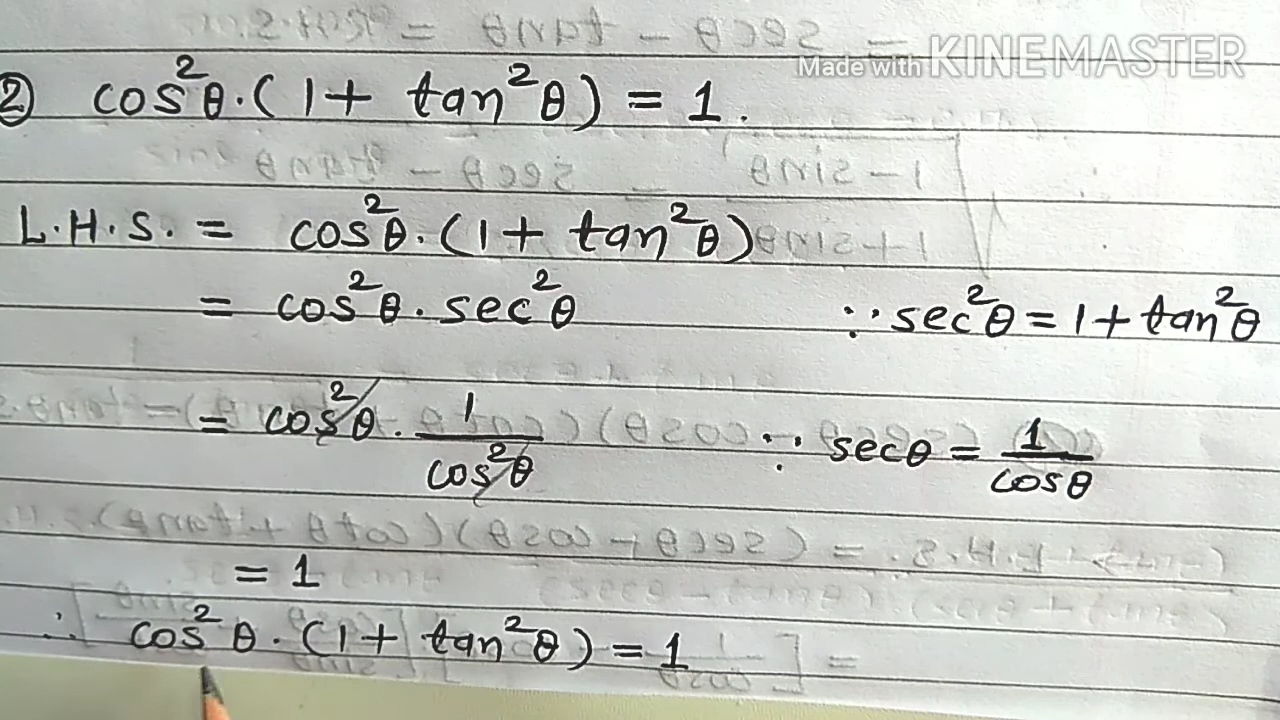 Made with KINEMASTER
② cos²θ·(1+ tan²θ) = 1.
L.H.S. = cos²θ·(1+ tan²θ)
= cos²θ·sec²θ ∵ sec²θ = 1+tan²θ
= cos²θ · 1/cos²θ ∵ secθ = 1/cosθ
= 1
∴ cos²θ·(1+ tan²θ) = 1